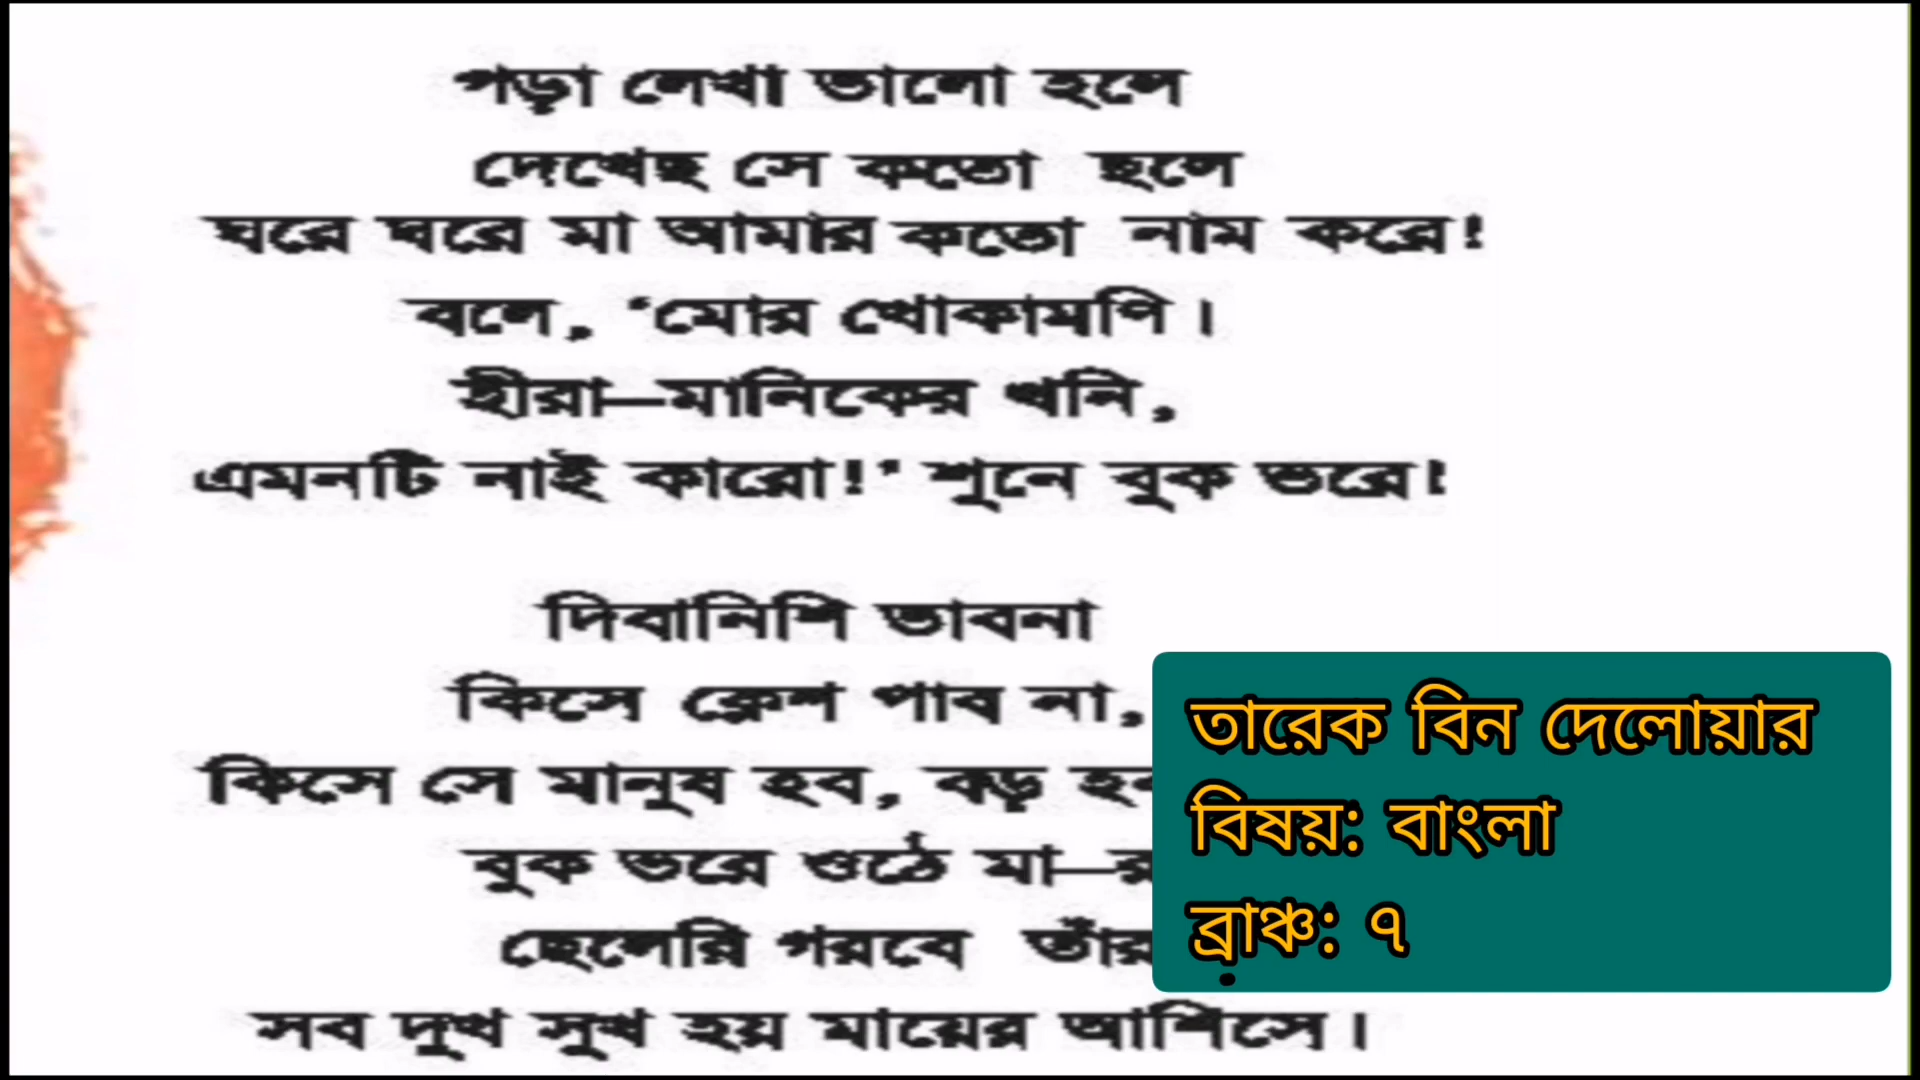 পড়া লেখা ভালো হলে
দেখেছ সে কতো হলে
ঘরে ঘরে মা আমার কতো নাম করে!
বলে, ‘মোর খোকামণি।
হীরা–মানিকের খনি,
এমনটি নাই কারো!’ শুনে বুক ভরে!
দিবানিশি ভাবনা
কিসে ক্লেশ পাব না,
কিসে সে মানুষ হব, বড়
বুক ভরে ওঠে মা–র
ছেলেরি গরবে তাঁর
সব দুখ সুখ হয় মায়ের আশিসে।
তারেক বিন দেলোয়ার
বিষয়: বাংলা
ব্রাঞ্চ: ৭